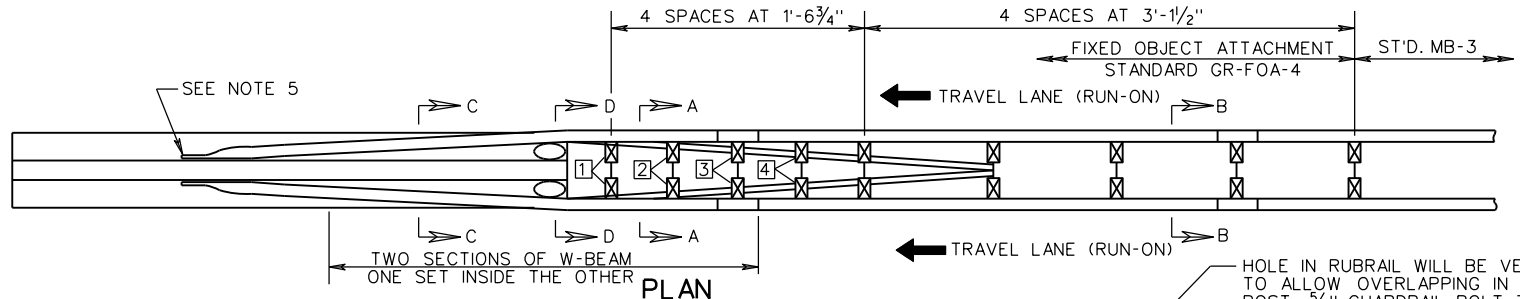 4 SPACES AT 1'-6¾"
4 SPACES AT 3'-1½"
FIXED OBJECT ATTACHMENT
STANDARD GR-FOA-4
ST'D. MB-3
SEE NOTE 5
C
D
A
TRAVEL LANE (RUN-ON)
B
1
2
3
4
C
D
A
B
TWO SECTIONS OF W-BEAM
ONE SET INSIDE THE OTHER
TRAVEL LANE (RUN-ON)
PLAN
HOLE IN RUBRAIL WILL BE
TO ALLOW OVERLAPPING IN